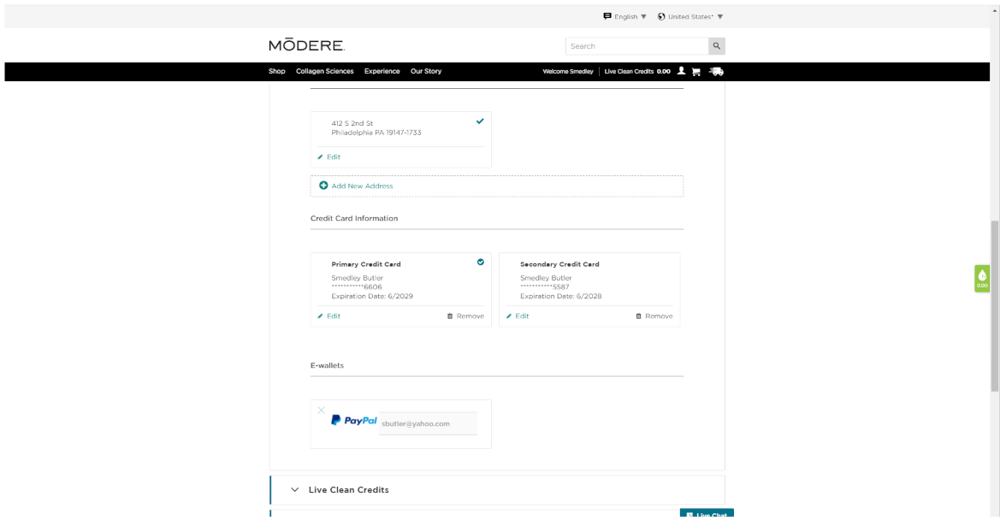 English ▼ United States* ▼
MŌDERE.
Search
Shop Collagen Sciences Experience Our Story Welcome Smedley Live Clean Credits 0.00
412 S 2nd St
Philadelphia PA 19147-1733
Edit
Add New Address
Credit Card Information
Primary Credit Card
Smedley Butler
***********6606
Expiration Date: 6/2029
Edit Remove
Secondary Credit Card
Smedley Butler
***********5587
Expiration Date: 6/2028
Edit Remove
0.00
E-wallets
PayPal sbutler@yahoo.com
Live Clean Credits
Live Chat